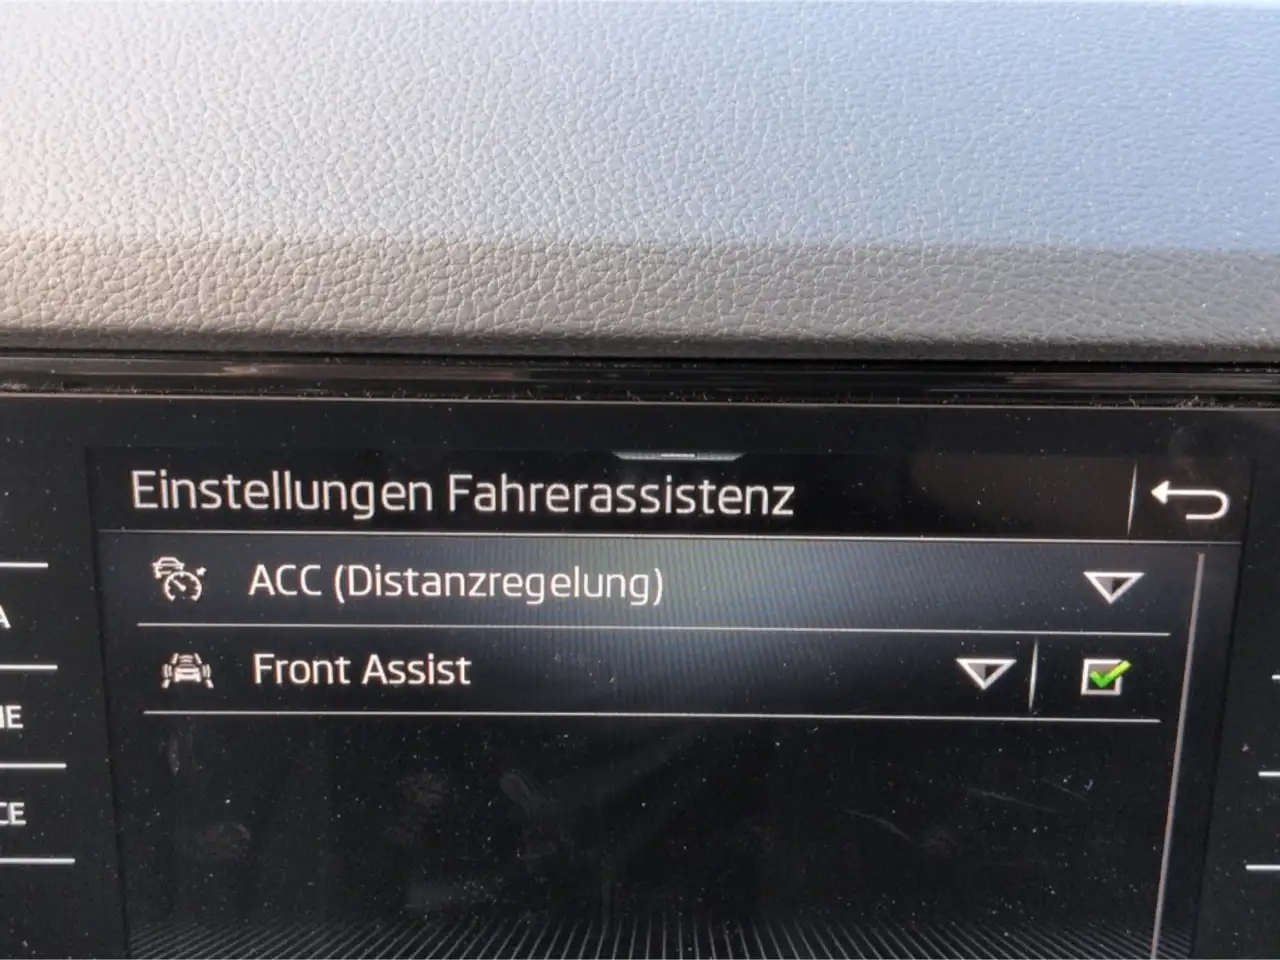 Einstellungen Fahrerassistenz
ACC (Distanzregelung)
Front Assist